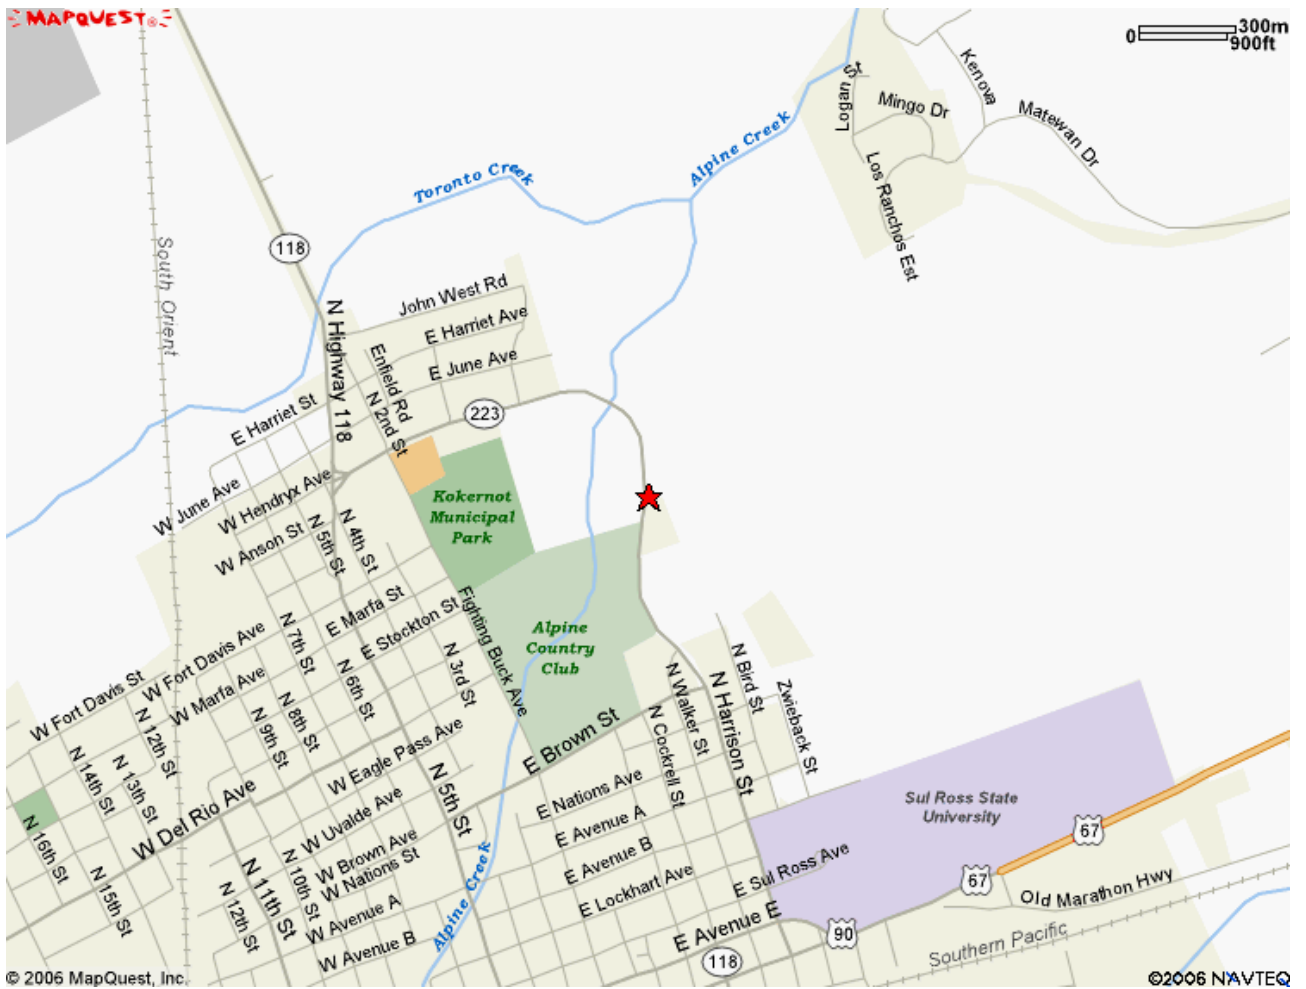 MAPQUEST
0
300m
900ft
Kenova
Logan St
Mingo Dr
Matewan Dr
Alpine Creek
Los Ranchos Est
Toronto Creek
118
South Orient
N Highway 118
John West Rd
E Harriet Ave
Enfield Rd
E June Ave
N 2nd St
223
E Harriet St
W June Ave
W Hendryx Ave
W Anson St
N 5th St
N 4th St
Kokernot
Municipal
Park
E Marfa St
E Stockton St
Fighting Buck Ave
Alpine
Country
Club
N 7th St
N 6th St
N 3rd St
W Fort Davis St
W Fort Davis Ave
W Marfa Ave
N 12th St
N 14th St
N 13th St
N 9th St
N 8th St
W Eagle Pass Ave
N 5th St
E Brown St
N Walker St
N Cockrell St
N Harrison St
N Bird St
Zwieback St
N 16th St
N 15th St
W Del Rio Ave
W Uvalde Ave
W Brown Ave
W Nations St
N 10th St
N 11th St
N 12th St
W Avenue A
W Avenue B
Alpine Creek
E Nations Ave
E Avenue A
E Avenue B
E Lockhart Ave
E Sul Ross Ave
E Avenue E
Sul Ross State
University
67
67
90
118
Old Marathon Hwy
Southern Pacific
© 2006 MapQuest, Inc.
©2006 NAVTEQ